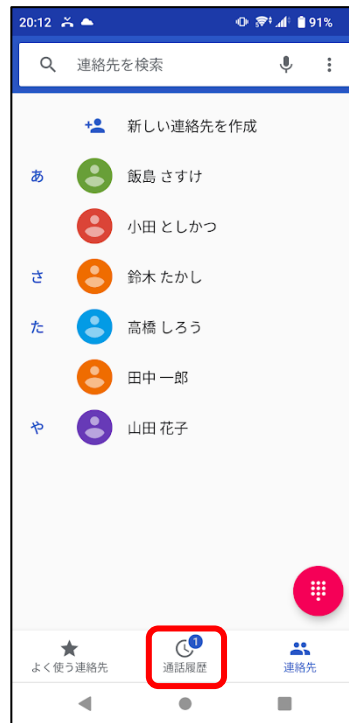 20:12 91%
連絡先を検索
新しい連絡先を作成
あ 飯島 さすけ
小田 としかつ
さ 鈴木 たかし
た 高橋 しろう
田中 一郎
や 山田 花子
1
よく使う連絡先 通話履歴 連絡先